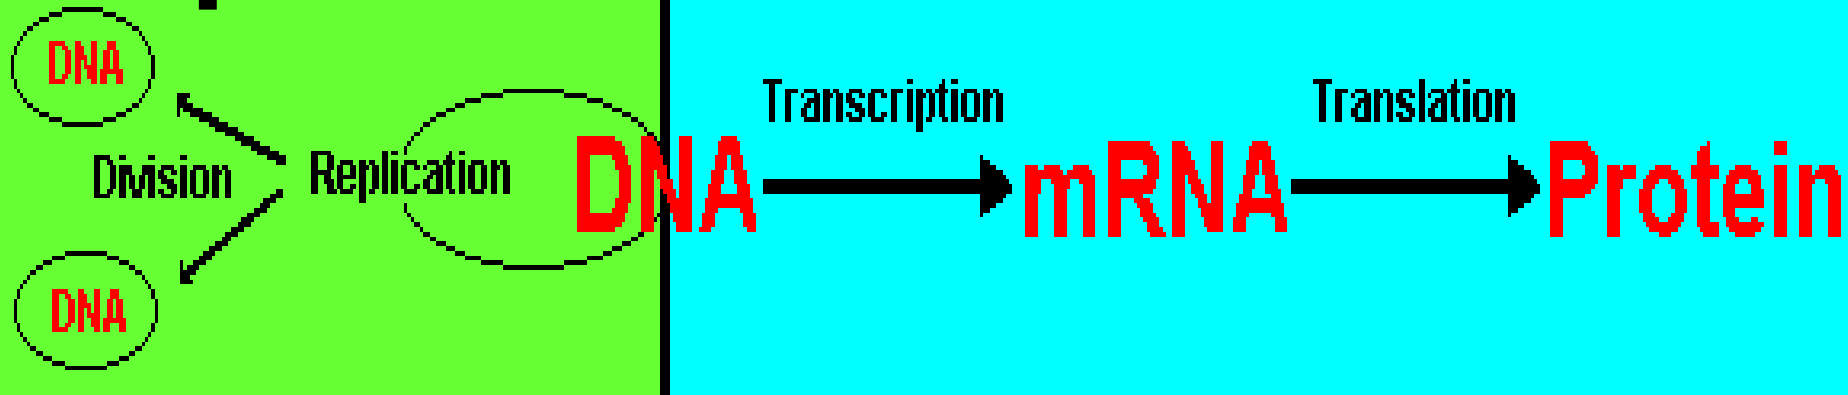 DNA
Transcription
Translation
Division
Replication
DNA
mRNA
Protein
DNA